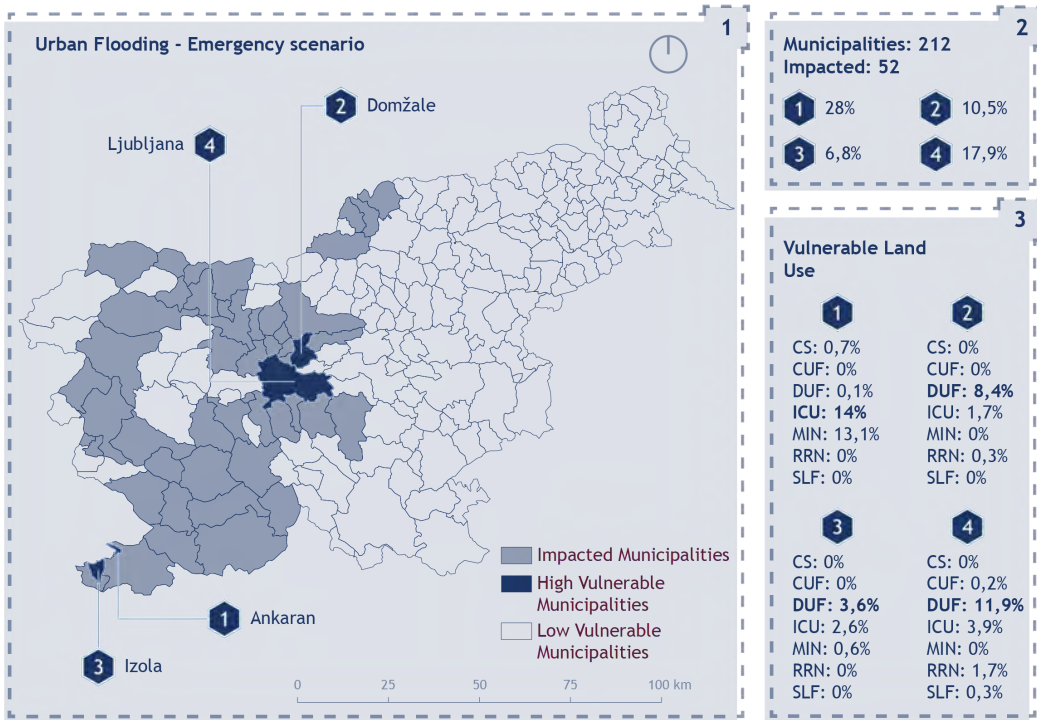 1
Urban Flooding - Emergency scenario
2
Domžale
Ljubljana
4
Impacted Municipalities
High Vulnerable
Municipalities
Low Vulnerable
Municipalities
1
Ankaran
3
Izola
0
25
50
75
100 km
2
Municipalities: 212
Impacted: 52
1
28%
2
10,5%
3
6,8%
4
17,9%
3
Vulnerable Land
Use
1
CS: 0,7%
CUF: 0%
DUF: 0,1%
ICU: 14%
MIN: 13,1%
RRN: 0%
SLF: 0%
2
CS: 0%
CUF: 0%
DUF: 8,4%
ICU: 1,7%
MIN: 0%
RRN: 0,3%
SLF: 0%
3
CS: 0%
CUF: 0%
DUF: 3,6%
ICU: 2,6%
MIN: 0,6%
RRN: 0%
SLF: 0%
4
CS: 0%
CUF: 0,2%
DUF: 11,9%
ICU: 3,9%
MIN: 0%
RRN: 1,7%
SLF: 0,3%